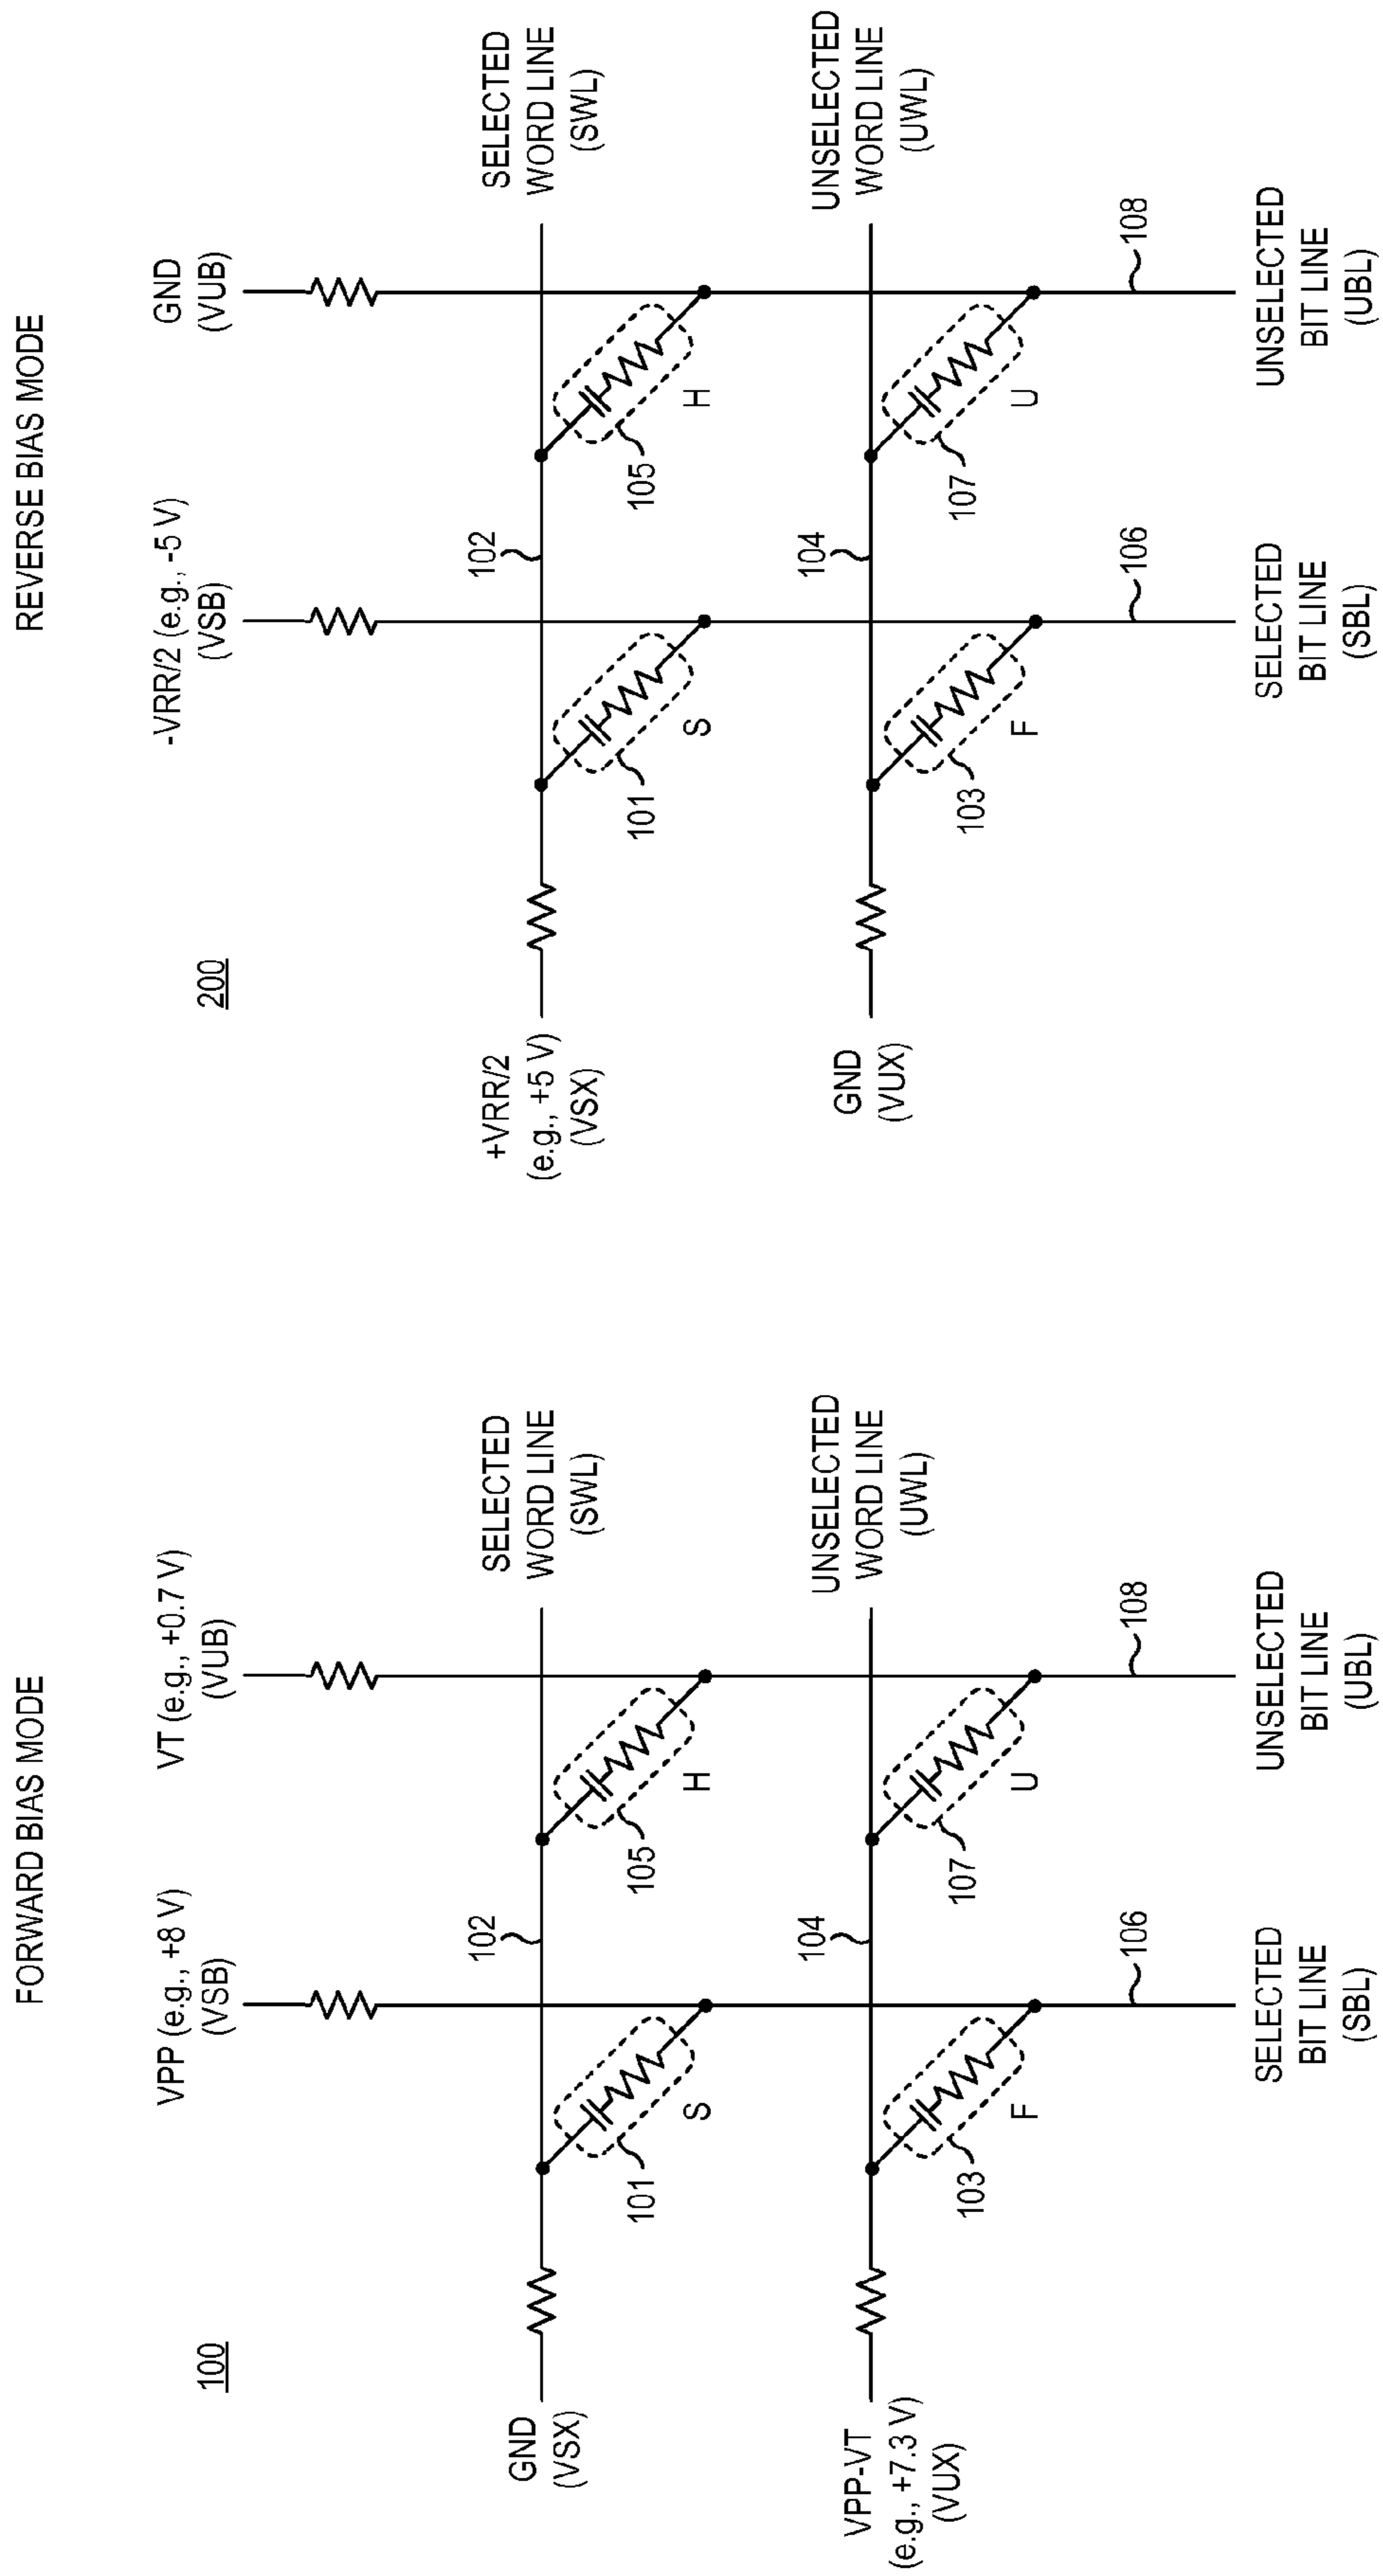 FORWARD BIAS MODE
100
VPP (e.g., +8 V)
(VSB)
VT (e.g., +0.7 V)
(VUB)
GND
(VSX)
102
SELECTED
WORD LINE
(SWL)
101
S
105
H
VPP-VT
(e.g., +7.3 V)
(VUX)
104
UNSELECTED
WORD LINE
(UWL)
103
F
107
U
106
108
SELECTED
BIT LINE
(SBL)
UNSELECTED
BIT LINE
(UBL)
REVERSE BIAS MODE
200
-VRR/2 (e.g., -5 V)
(VSB)
GND
(VUB)
+VRR/2
(e.g., +5 V)
(VSX)
102
SELECTED
WORD LINE
(SWL)
101
S
105
H
GND
(VUX)
104
UNSELECTED
WORD LINE
(UWL)
103
F
107
U
106
108
SELECTED
BIT LINE
(SBL)
UNSELECTED
BIT LINE
(UBL)